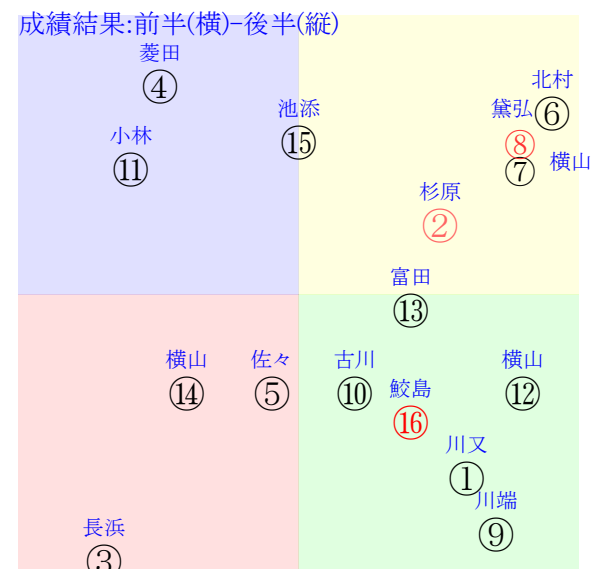 成績結果:前半(横)-後半(縦)
菱田
④
北村
⑥
黛弘
⑧
池添
⑮
小林
⑪
横山
⑦
杉原
②
富田
⑬
横山
⑭
佐々
⑤
古川
⑩
鮫島
⑯
横山
⑫
川又
①
川端
⑨
長浜
③